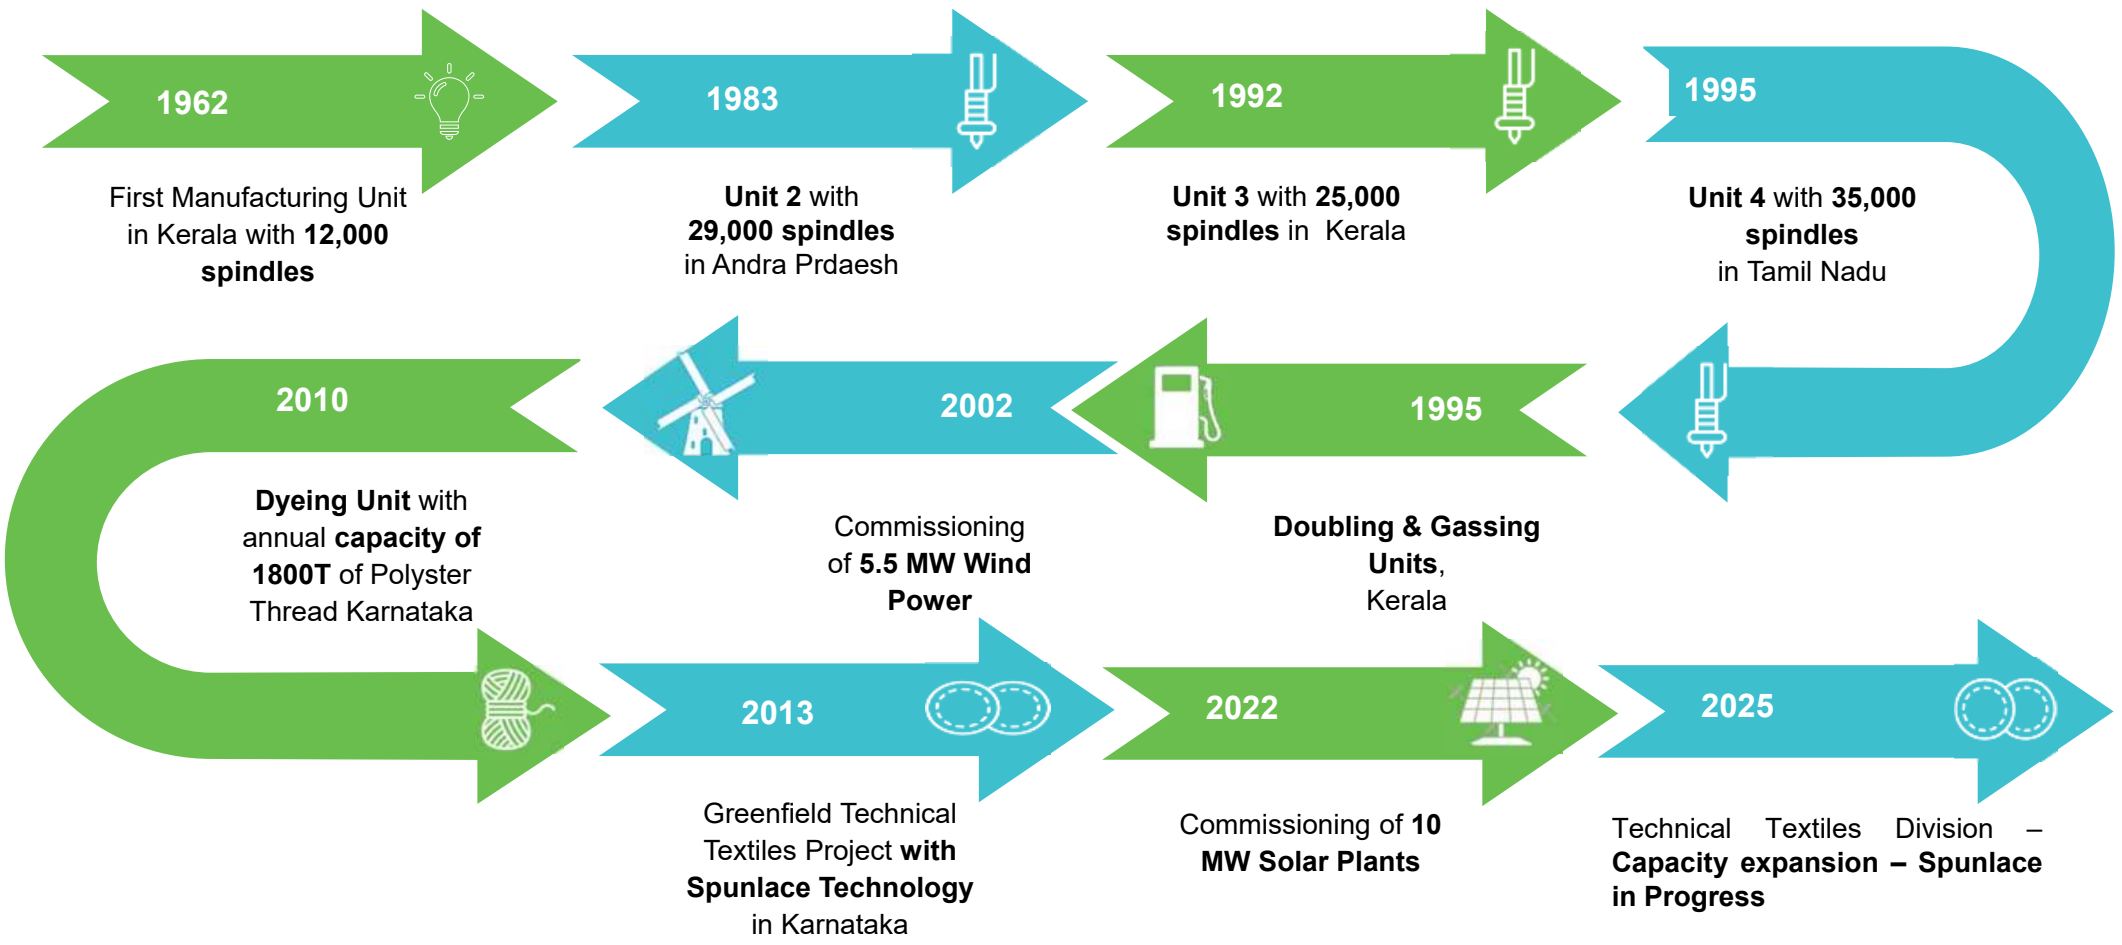 1962
First Manufacturing Unit
in Kerala with 12,000
spindles
1983
Unit 2 with
29,000 spindles
in Andra Prdaesh
1992
Unit 3 with 25,000
spindles in Kerala
1995
Unit 4 with 35,000
spindles
in Tamil Nadu
1995
Doubling & Gassing
Units,
Kerala
2002
Commissioning
of 5.5 MW Wind
Power
2010
Dyeing Unit with
annual capacity of
1800T of Polyster
Thread Karnataka
2013
Greenfield Technical
Textiles Project with
Spunlace Technology
in Karnataka
2022
Commissioning of 10
MW Solar Plants
2025
Technical Textiles Division –
Capacity expansion – Spunlace
in Progress